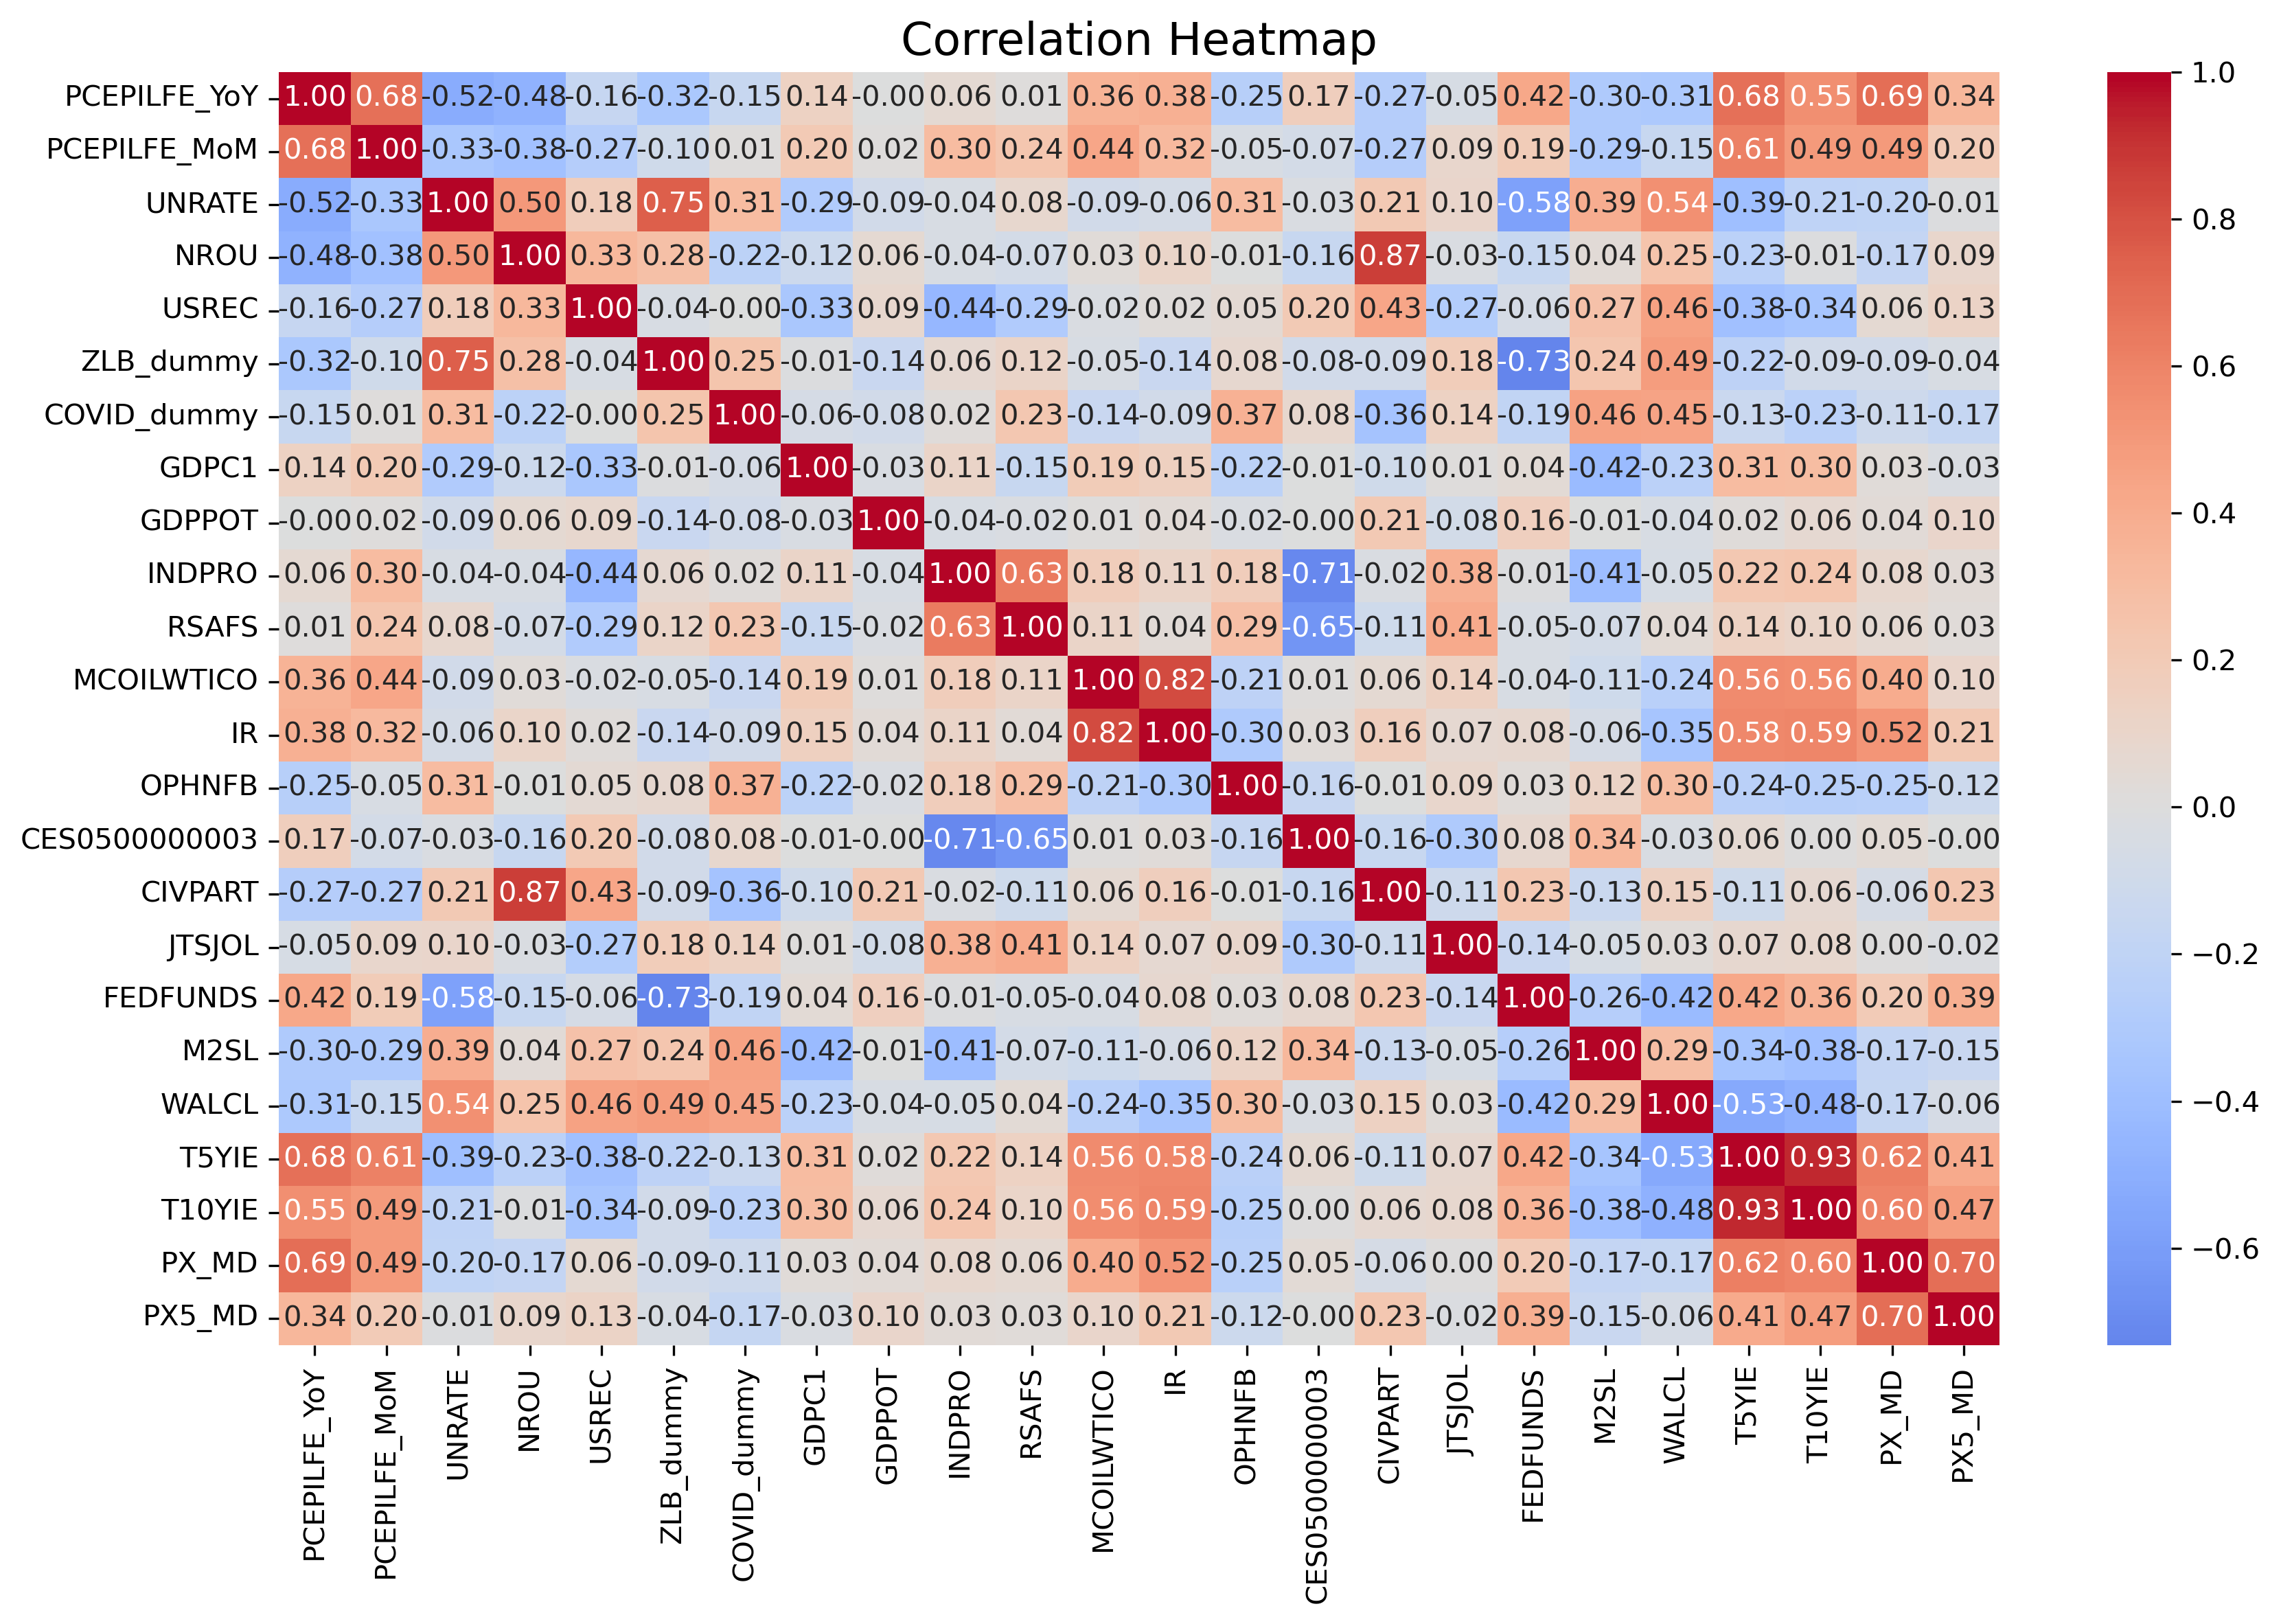 Correlation Heatmap
PCEPILFE_YoY 1.00 0.68 -0.52 -0.48 -0.16 -0.32 -0.15 0.14 -0.00 0.06 0.01 0.36 0.38 -0.25 0.17 -0.27 -0.05 0.42 -0.30 -0.31 0.68 0.55 0.69 0.34
PCEPILFE_MoM 0.68 1.00 -0.33 -0.38 -0.27 -0.10 0.01 0.20 0.02 0.30 0.24 0.44 0.32 -0.05 -0.07 -0.27 0.09 0.19 -0.29 -0.15 0.61 0.49 0.49 0.20
UNRATE -0.52 -0.33 1.00 0.50 0.18 0.75 0.31 -0.29 -0.09 -0.04 0.08 -0.09 -0.06 0.31 -0.03 0.21 0.10 -0.58 0.39 0.54 -0.39 -0.21 -0.20 -0.01
NROU -0.48 -0.38 0.50 1.00 0.33 0.28 -0.22 -0.12 0.06 -0.04 -0.07 0.03 0.10 -0.01 -0.16 0.87 -0.03 -0.15 0.04 0.25 -0.23 -0.01 -0.17 0.09
USREC -0.16 -0.27 0.18 0.33 1.00 -0.04 -0.00 -0.33 0.09 -0.44 -0.29 -0.02 0.02 0.05 0.20 0.43 -0.27 -0.06 0.27 0.46 -0.38 -0.34 0.06 0.13
ZLB_dummy -0.32 -0.10 0.75 0.28 -0.04 1.00 0.25 -0.01 -0.14 0.06 0.12 -0.05 -0.14 0.08 -0.08 -0.09 0.18 -0.73 0.24 0.49 -0.22 -0.09 -0.09 -0.04
COVID_dummy -0.15 0.01 0.31 -0.22 -0.00 0.25 1.00 -0.06 -0.08 0.02 0.23 -0.14 -0.09 0.37 0.08 -0.36 0.14 -0.19 0.46 0.45 -0.13 -0.23 -0.11 -0.17
GDPC1 0.14 0.20 -0.29 -0.12 -0.33 -0.01 -0.06 1.00 -0.03 0.11 -0.15 0.19 0.15 -0.22 -0.01 -0.10 0.01 0.04 -0.42 -0.23 0.31 0.30 0.03 -0.03
GDPPOT -0.00 0.02 -0.09 0.06 0.09 -0.14 -0.08 -0.03 1.00 -0.04 -0.02 0.01 0.04 -0.02 -0.00 0.21 -0.08 0.16 -0.01 -0.04 0.02 0.06 0.04 0.10
INDPRO 0.06 0.30 -0.04 -0.04 -0.44 0.06 0.02 0.11 -0.04 1.00 0.63 0.18 0.11 0.18 -0.71 -0.02 0.38 -0.01 -0.41 -0.05 0.22 0.24 0.08 0.03
RSAFS 0.01 0.24 0.08 -0.07 -0.29 0.12 0.23 -0.15 -0.02 0.63 1.00 0.11 0.04 0.29 -0.65 -0.11 0.41 -0.05 -0.07 0.04 0.14 0.10 0.06 0.03
MCOILWTICO 0.36 0.44 -0.09 0.03 -0.02 -0.05 -0.14 0.19 0.01 0.18 0.11 1.00 0.82 -0.21 0.01 0.06 0.14 -0.04 -0.11 -0.24 0.56 0.56 0.40 0.10
IR 0.38 0.32 -0.06 0.10 0.02 -0.14 -0.09 0.15 0.04 0.11 0.04 0.82 1.00 -0.30 0.03 0.16 0.07 0.08 -0.06 -0.35 0.58 0.59 0.52 0.21
OPHNFB -0.25 -0.05 0.31 -0.01 0.05 0.08 0.37 -0.22 -0.02 0.18 0.29 -0.21 -0.30 1.00 -0.16 -0.01 0.09 0.03 0.12 0.30 -0.24 -0.25 -0.25 -0.12
CES0500000003 0.17 -0.07 -0.03 -0.16 0.20 -0.08 0.08 -0.01 -0.00 -0.71 -0.65 0.01 0.03 -0.16 1.00 -0.16 -0.30 0.08 0.34 -0.03 0.06 0.00 0.05 -0.00
CIVPART -0.27 -0.27 0.21 0.87 0.43 -0.09 -0.36 -0.10 0.21 -0.02 -0.11 0.06 0.16 -0.01 -0.16 1.00 -0.11 0.23 -0.13 0.15 -0.11 0.06 -0.06 0.23
JTSJOL -0.05 0.09 0.10 -0.03 -0.27 0.18 0.14 0.01 -0.08 0.38 0.41 0.14 0.07 0.09 -0.30 -0.11 1.00 -0.14 -0.05 0.03 0.07 0.08 0.00 -0.02
FEDFUNDS 0.42 0.19 -0.58 -0.15 -0.06 -0.73 -0.19 0.04 0.16 -0.01 -0.05 -0.04 0.08 0.03 0.08 0.23 -0.14 1.00 -0.26 -0.42 0.42 0.36 0.20 0.39
M2SL -0.30 -0.29 0.39 0.04 0.27 0.24 0.46 -0.42 -0.01 -0.41 -0.07 -0.11 -0.06 0.12 0.34 -0.13 -0.05 -0.26 1.00 0.29 -0.34 -0.38 -0.17 -0.15
WALCL -0.31 -0.15 0.54 0.25 0.46 0.49 0.45 -0.23 -0.04 -0.05 0.04 -0.24 -0.35 0.30 -0.03 0.15 0.03 -0.42 0.29 1.00 -0.53 -0.48 -0.17 -0.06
T5YIE 0.68 0.61 -0.39 -0.23 -0.38 -0.22 -0.13 0.31 0.02 0.22 0.14 0.56 0.58 -0.24 0.06 -0.11 0.07 0.42 -0.34 -0.53 1.00 0.93 0.62 0.41
T10YIE 0.55 0.49 -0.21 -0.01 -0.34 -0.09 -0.23 0.30 0.06 0.24 0.10 0.56 0.59 -0.25 0.00 0.06 0.08 0.36 -0.38 -0.48 0.93 1.00 0.60 0.47
PX_MD 0.69 0.49 -0.20 -0.17 0.06 -0.09 -0.11 0.03 0.04 0.08 0.06 0.40 0.52 -0.25 0.05 -0.06 0.00 0.20 -0.17 -0.17 0.62 0.60 1.00 0.70
PX5_MD 0.34 0.20 -0.01 0.09 0.13 -0.04 -0.17 -0.03 0.10 0.03 0.03 0.10 0.21 -0.12 -0.00 0.23 -0.02 0.39 -0.15 -0.06 0.41 0.47 0.70 1.00
PCEPILFE_YoY
PCEPILFE_MoM
UNRATE
NROU
USREC
ZLB_dummy
COVID_dummy
GDPC1
GDPPOT
INDPRO
RSAFS
MCOILWTICO
IR
OPHNFB
CES0500000003
CIVPART
JTSJOL
FEDFUNDS
M2SL
WALCL
T5YIE
T10YIE
PX_MD
PX5_MD
1.0
0.8
0.6
0.4
0.2
0.0
−0.2
−0.4
−0.6